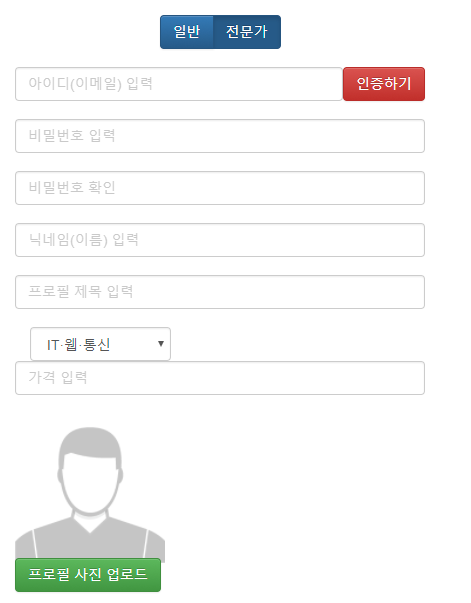 일반 전문가
아이디(이메일) 입력 인증하기
비밀번호 입력
비밀번호 확인
닉네임(이름) 입력
프로필 제목 입력
IT·웹·통신
가격 입력
프로필 사진 업로드